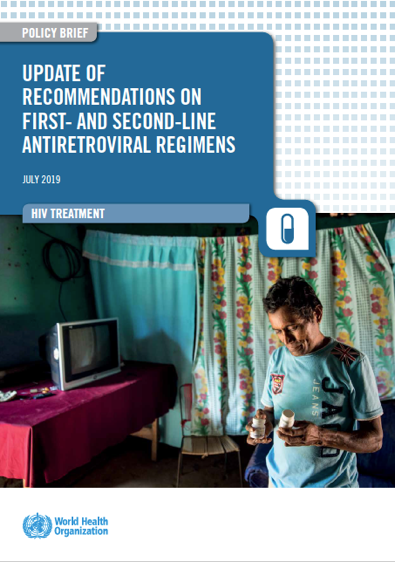 POLICY BRIEF
UPDATE OF
RECOMMENDATIONS ON
FIRST- AND SECOND-LINE
ANTIRETROVIRAL REGIMENS
JULY 2019
HIV TREATMENT
JEANS
World Health
Organization